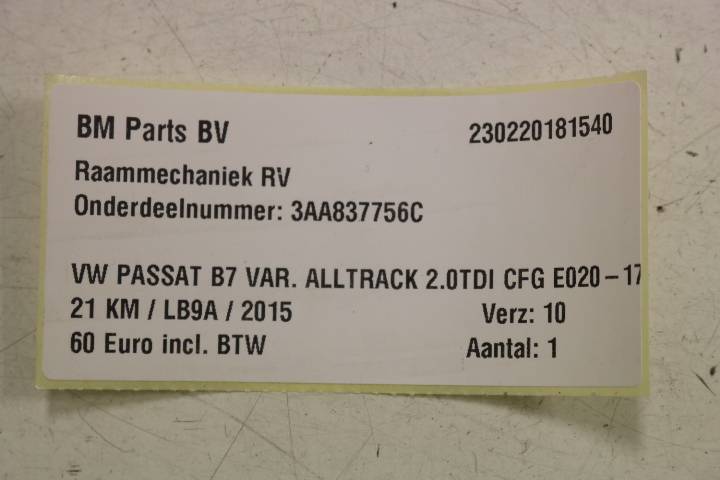 BM Parts BV 230220181540
Raammechaniek RV
Onderdeelnummer: 3AA837756C
VW PASSAT B7 VAR. ALLTRACK 2.0TDI CFG E020-17
21 KM / LB9A / 2015 Verz: 10
60 Euro incl. BTW Aantal: 1